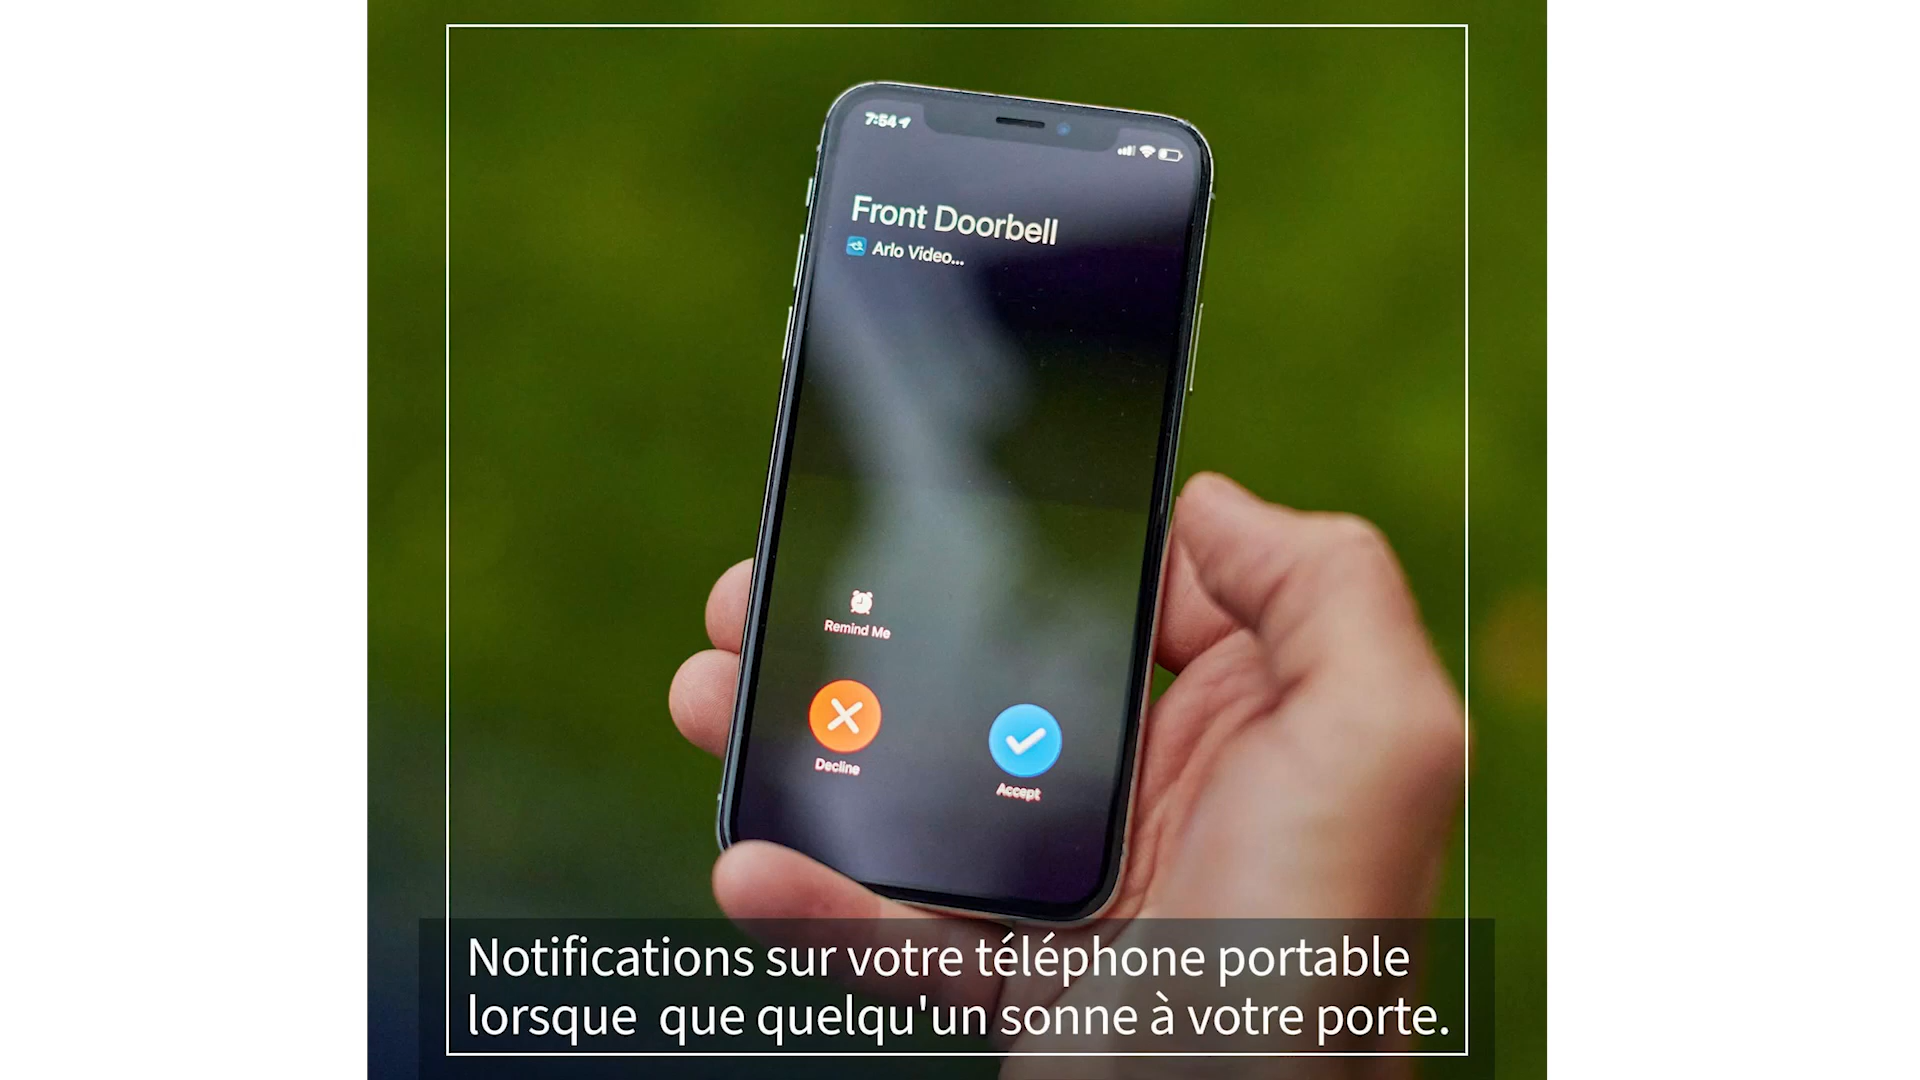 7:54
Front Doorbell
Arlo Video...
Remind Me
Decline
Accept
Notifications sur votre téléphone portable
lorsque  que quelqu'un sonne à votre porte.